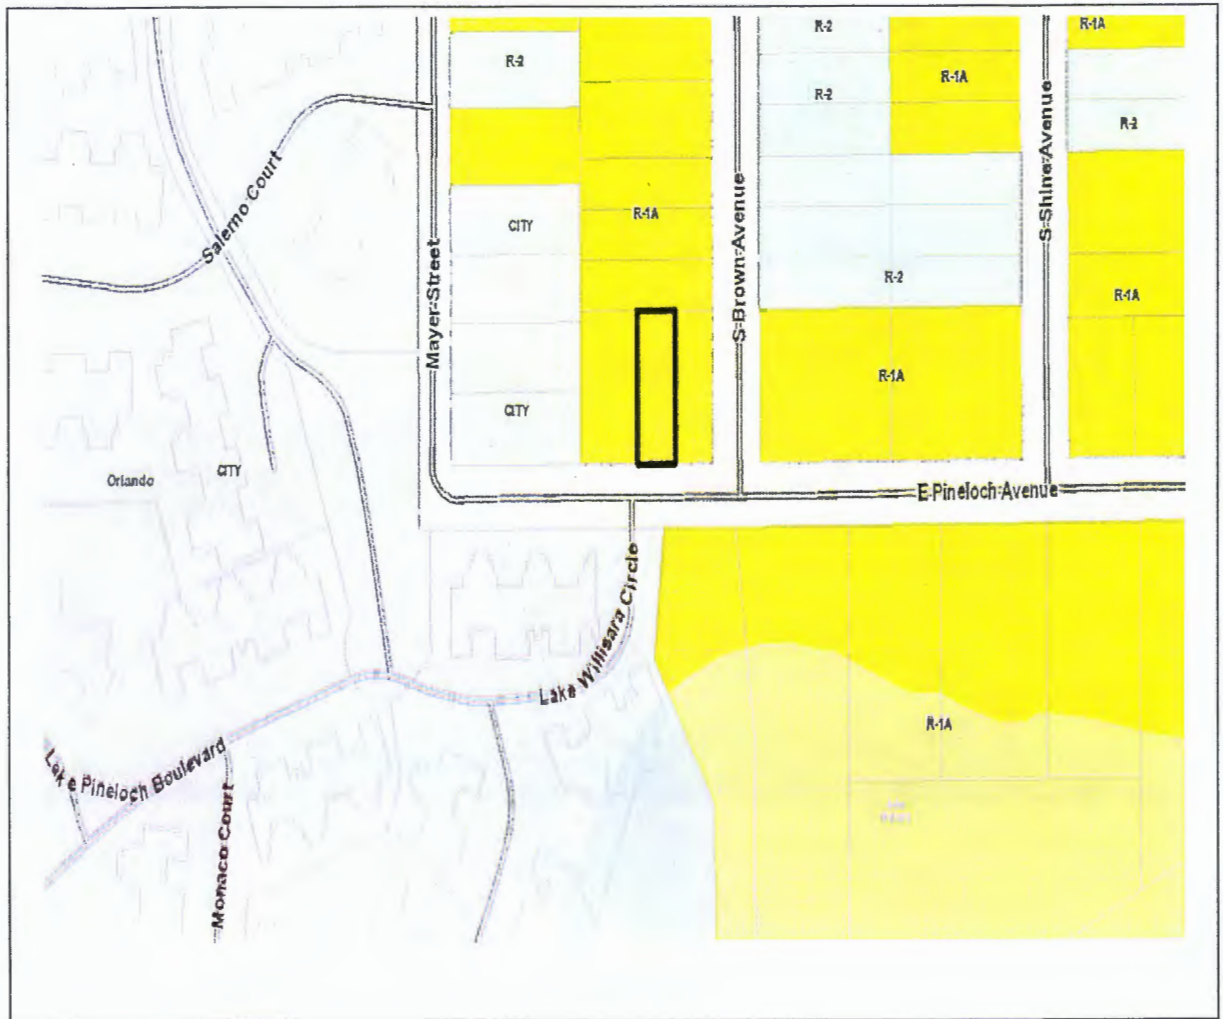 R-2
R-1A
R-2
R-1A
R-2
R-2
Salerno Court
Mayer Street
CITY
R-1A
S Brown Avenue
S Shine Avenue
R-2
R-1A
R-1A
CITY
Orlando
CITY
E Pineloch Avenue
Lake Willisara Circle
R-1A
Lake Pineloch Boulevard
Monaco Court